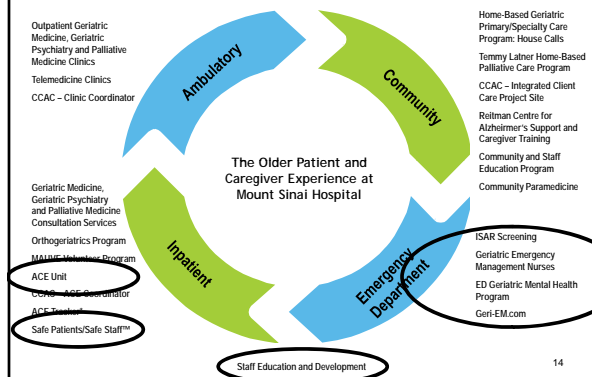 Outpatient Geriatric
Medicine, Geriatric
Psychiatry and Palliative
Medicine Clinics
Telemedicine Clinics
CCAC – Clinic Coordinator
Ambulatory
Community
Home-Based Geriatric
Primary/Specialty Care
Program: House Calls
Temmy Latner Home-Based
Palliative Care Program
CCAC – Integrated Client
Care Project Site
Reitman Centre for
Alzheimer's Support and
Caregiver Training
Community and Staff
Education Program
Community Paramedicine
The Older Patient and
Caregiver Experience at
Mount Sinai Hospital
Geriatric Medicine,
Geriatric Psychiatry
and Palliative Medicine
Consultation Services
Orthogeriatrics Program
MAUVE Volunteer Program
ACE Unit
CCAC – ACE Coordinator
ACE Tracker
Safe Patients/Safe Staff™
Inpatient
Emergency
Department
ISAR Screening
Geriatric Emergency
Management Nurses
ED Geriatric Mental Health
Program
Geri-EM.com
Staff Education and Development
14